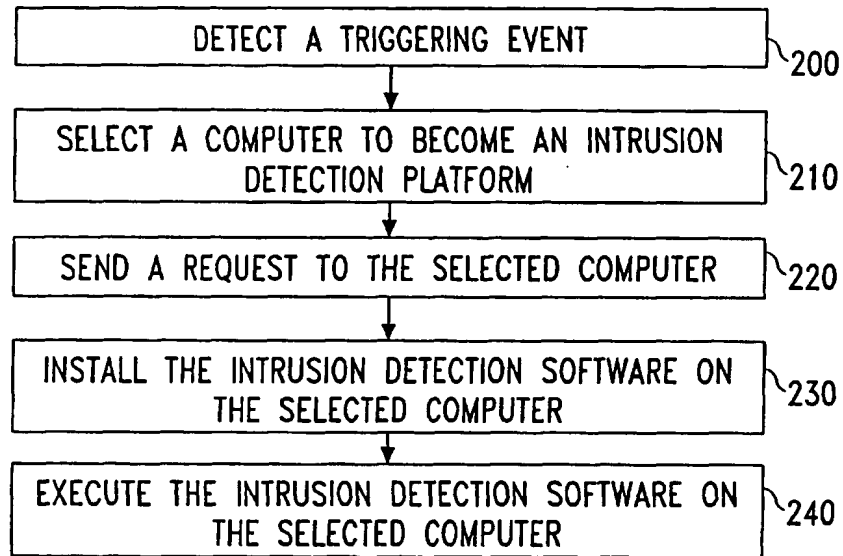 DETECT A TRIGGERING EVENT
200
SELECT A COMPUTER TO BECOME AN INTRUSION
DETECTION PLATFORM
210
SEND A REQUEST TO THE SELECTED COMPUTER
220
INSTALL THE INTRUSION DETECTION SOFTWARE ON
THE SELECTED COMPUTER
230
EXECUTE THE INTRUSION DETECTION SOFTWARE ON
THE SELECTED COMPUTER
240